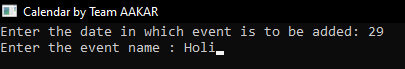 Calendar by Team AAKAR
Enter the date in which event is to be added: 29
Enter the event name : Holi